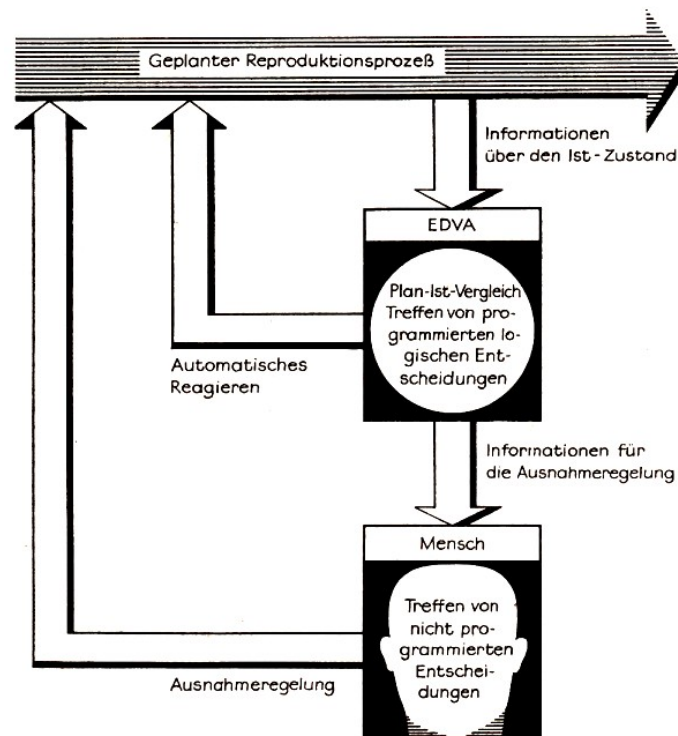 Geplanter Reproduktionsprozeß
Informationen
über den Ist-Zustand
EDVA
Plan-Ist-Vergleich
Treffen von pro-
grammierten lo-
gischen Ent-
scheidungen
Automatisches
Reagieren
Informationen für
die Ausnahmeregelung
Mensch
Treffen von
nicht pro-
grammierten
Entschei-
dungen
Ausnahmeregelung